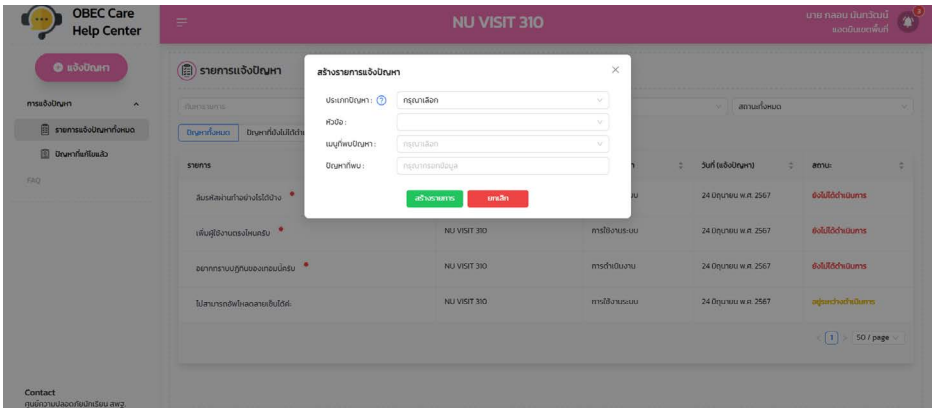 OBEC Care
Help Center
NU VISIT 310
นาย กลอน นันทวัฒน์
แอดมินเขตพื้นที่
3
แจ้งปัญหา
การแจ้งปัญหา
รายการแจ้งปัญหาทั้งหมด
ปัญหาที่แก้ไขแล้ว
FAQ
รายการแจ้งปัญหา
ค้นหารายการ
สถานะทั้งหมด
ปัญหาทั้งหมด
สร้างรายการแจ้งปัญหา
ประเภทปัญหา : กรุณาเลือก
หัวข้อ :
เมนูที่พบปัญหา : กรุณาเลือก
ปัญหาที่พบ : กรุณากรอกข้อมูล
สร้างรายการ ยกเลิก
รายการ วันที่ (แจ้งปัญหา) สถานะ
ลืมรหัสผ่านทำอย่างไรได้บ้าง 24 มิถุนายน พ.ศ. 2567 ยังไม่ได้ดำเนินการ
เพิ่มผู้ใช้งานตรงไหนครับ NU VISIT 310 การใช้งานระบบ 24 มิถุนายน พ.ศ. 2567 ยังไม่ได้ดำเนินการ
อยากทราบปฏิทินของเทอมนี้ครับ NU VISIT 310 การดำเนินงาน 24 มิถุนายน พ.ศ. 2567 ยังไม่ได้ดำเนินการ
ไม่สามารถอัพโหลดลายเซ็นได้ค่ะ NU VISIT 310 การใช้งานระบบ 24 มิถุนายน พ.ศ. 2567 อยู่ระหว่างดำเนินการ
1 50 / page
Contact
ศูนย์ความปลอดภัยนักเรียน สพฐ.